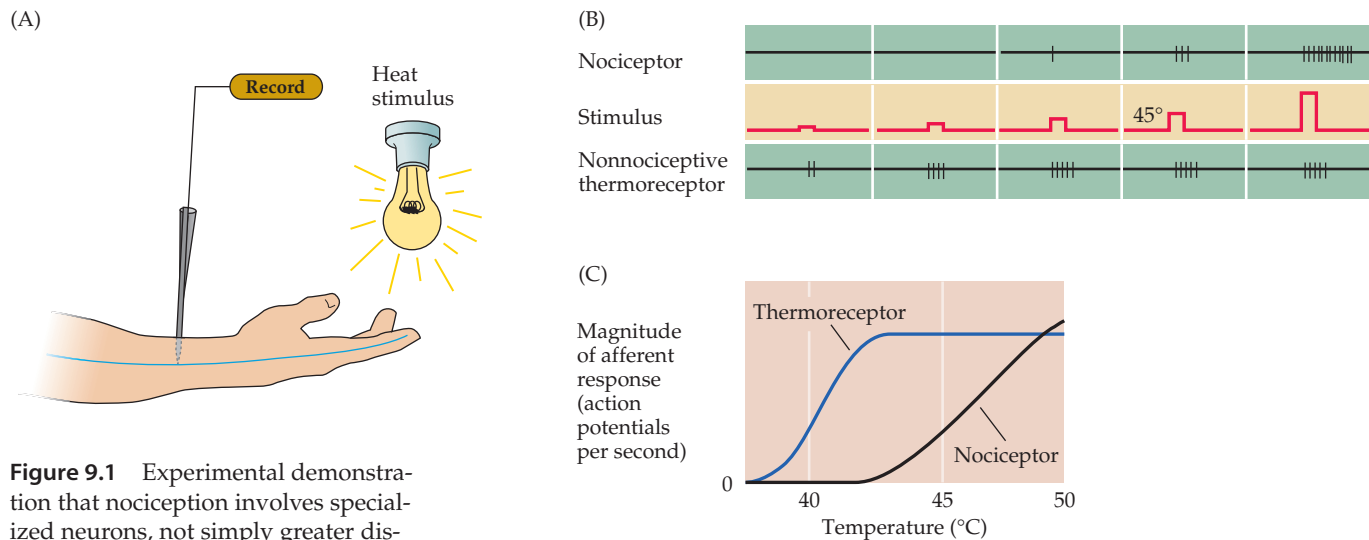 (A)
Record
Heat
stimulus
Figure 9.1 Experimental demonstra-
tion that nociception involves special-
ized neurons, not simply greater dis-
(B)
Nociceptor
Stimulus
45°
Nonnociceptive
thermoreceptor
(C)
Magnitude
of afferent
response
(action
potentials
per second)
Thermoreceptor
Nociceptor
0
40
45
50
Temperature (°C)